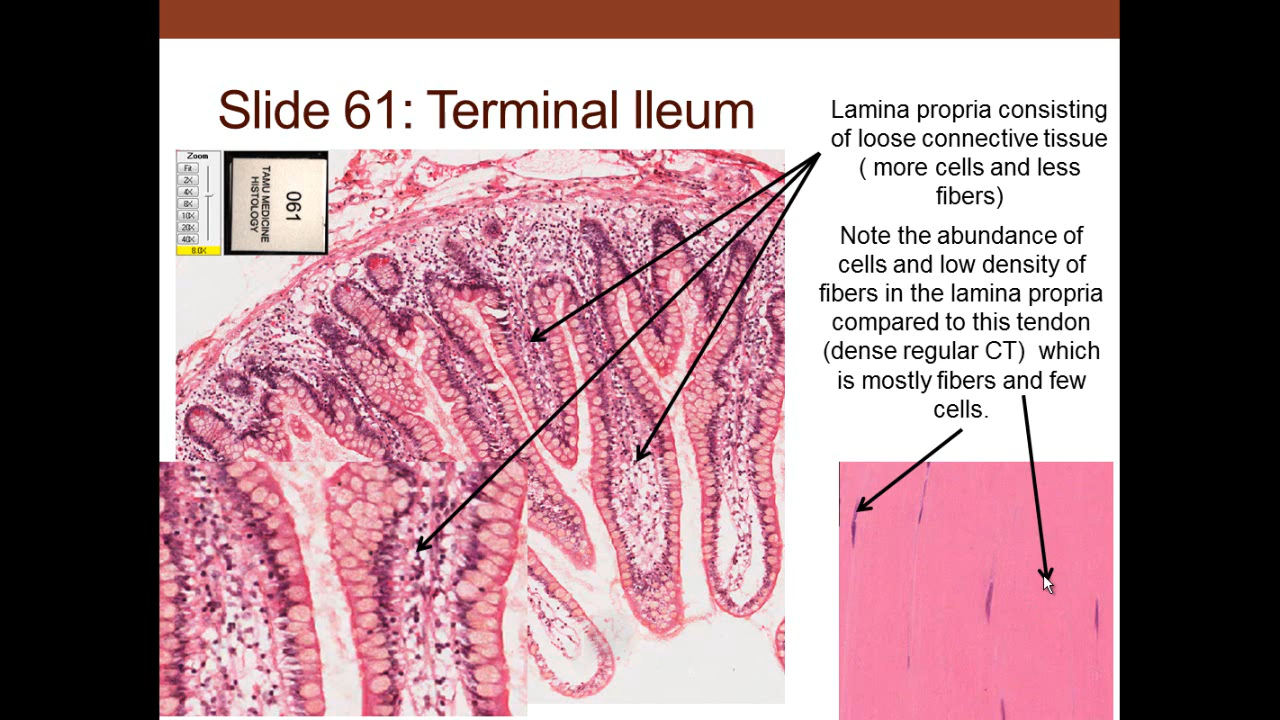 Slide 61: Terminal Ileum
Lamina propria consisting
of loose connective tissue
( more cells and less
fibers)
Note the abundance of
cells and low density of
fibers in the lamina propria
compared to this tendon
(dense regular CT)  which
is mostly fibers and few
cells.
Zoom
Fit
2X
4X
8X
10X
20X
40X
8.0X
061
TAMU MEDICINE
HISTOLOGY